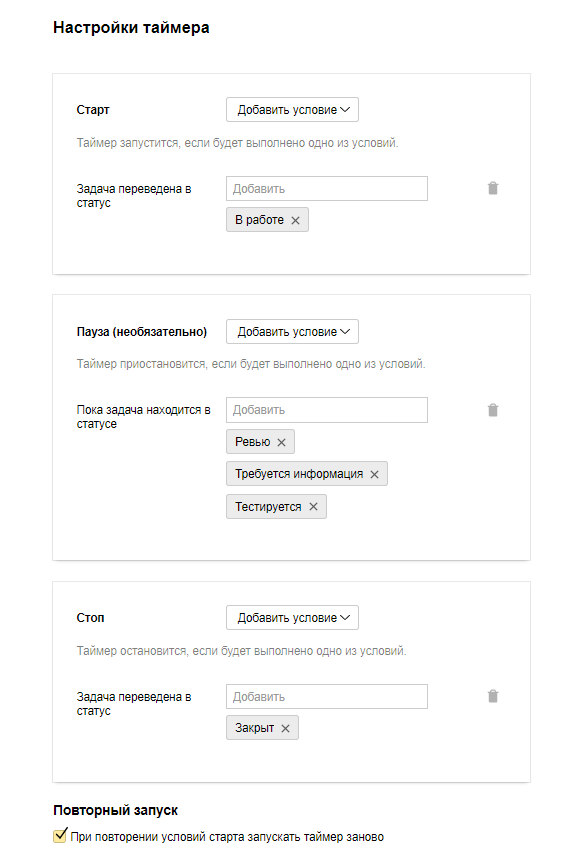 Настройки таймера
Старт
Добавить условие
Таймер запустится, если будет выполнено одно из условий.
Задача переведена в
статус
Добавить
В работе
Пауза (необязательно)
Добавить условие
Таймер приостановится, если будет выполнено одно из условий.
Пока задача находится в
статусе
Добавить
Ревью
Требуется информация
Тестируется
Стоп
Добавить условие
Таймер остановится, если будет выполнено одно из условий.
Задача переведена в
статус
Добавить
Закрыт
Повторный запуск
При повторении условий старта запускать таймер заново